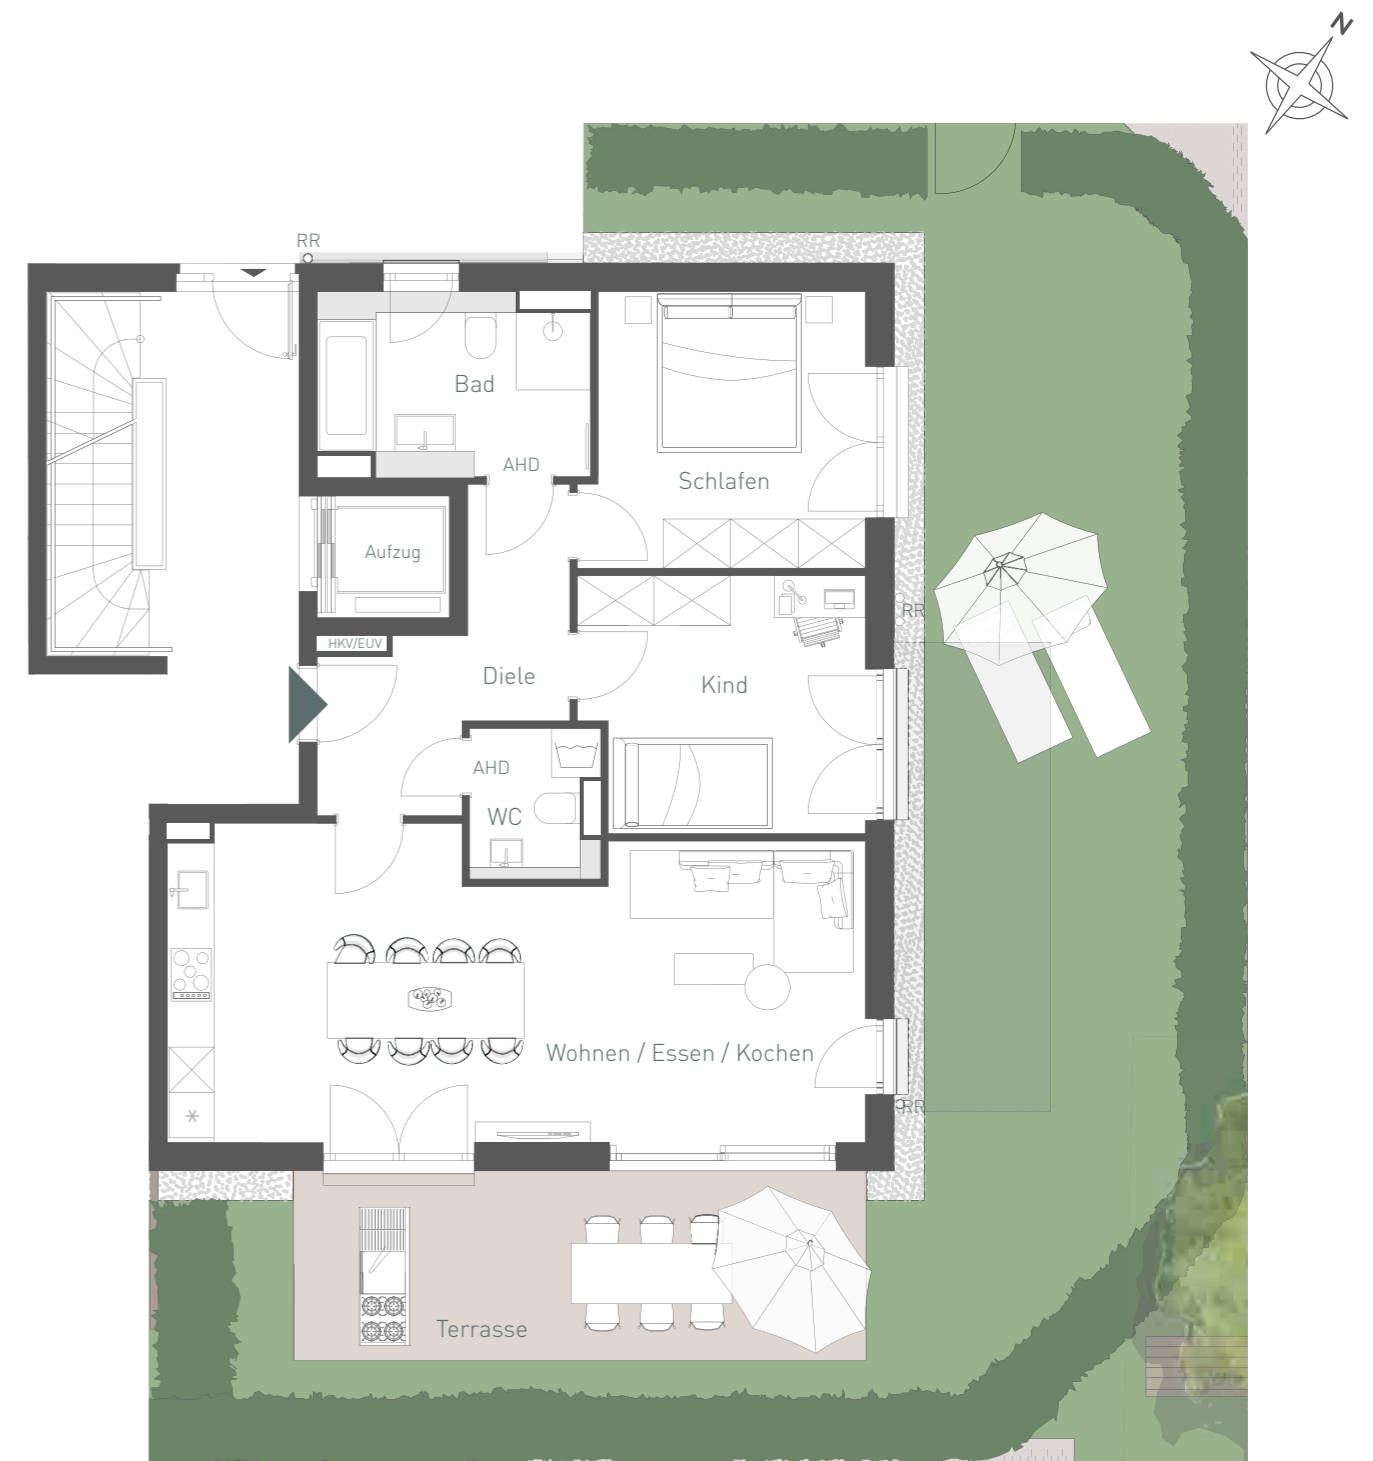 N
RR
Bad
AHD
Schlafen
Aufzug
RR
HKV/EUV
Diele
Kind
AHD
WC
Wohnen / Essen / Kochen
RR
Terrasse